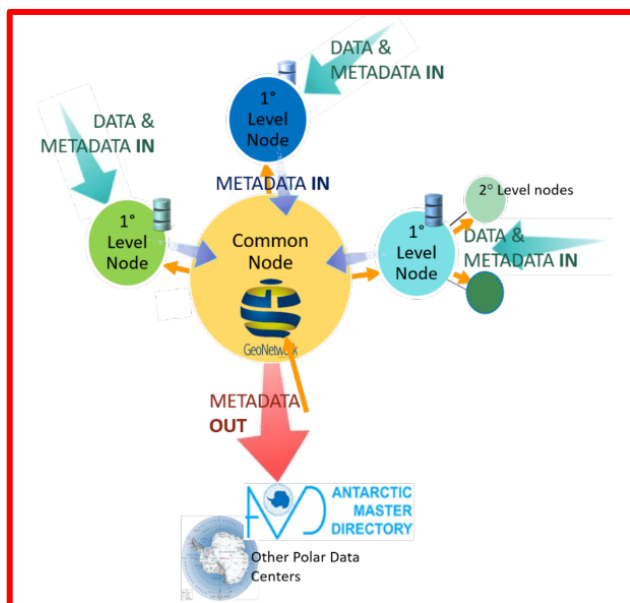 DATA &
METADATA IN
1°
Level
Node
DATA &
METADATA IN
METADATA IN
1°
Level
Node
2° Level nodes
1°
Level
Node
DATA &
METADATA IN
Common
Node
GeoNetwork
METADATA
OUT
ANTARCTIC
MASTER
DIRECTORY
Other Polar Data
Centers